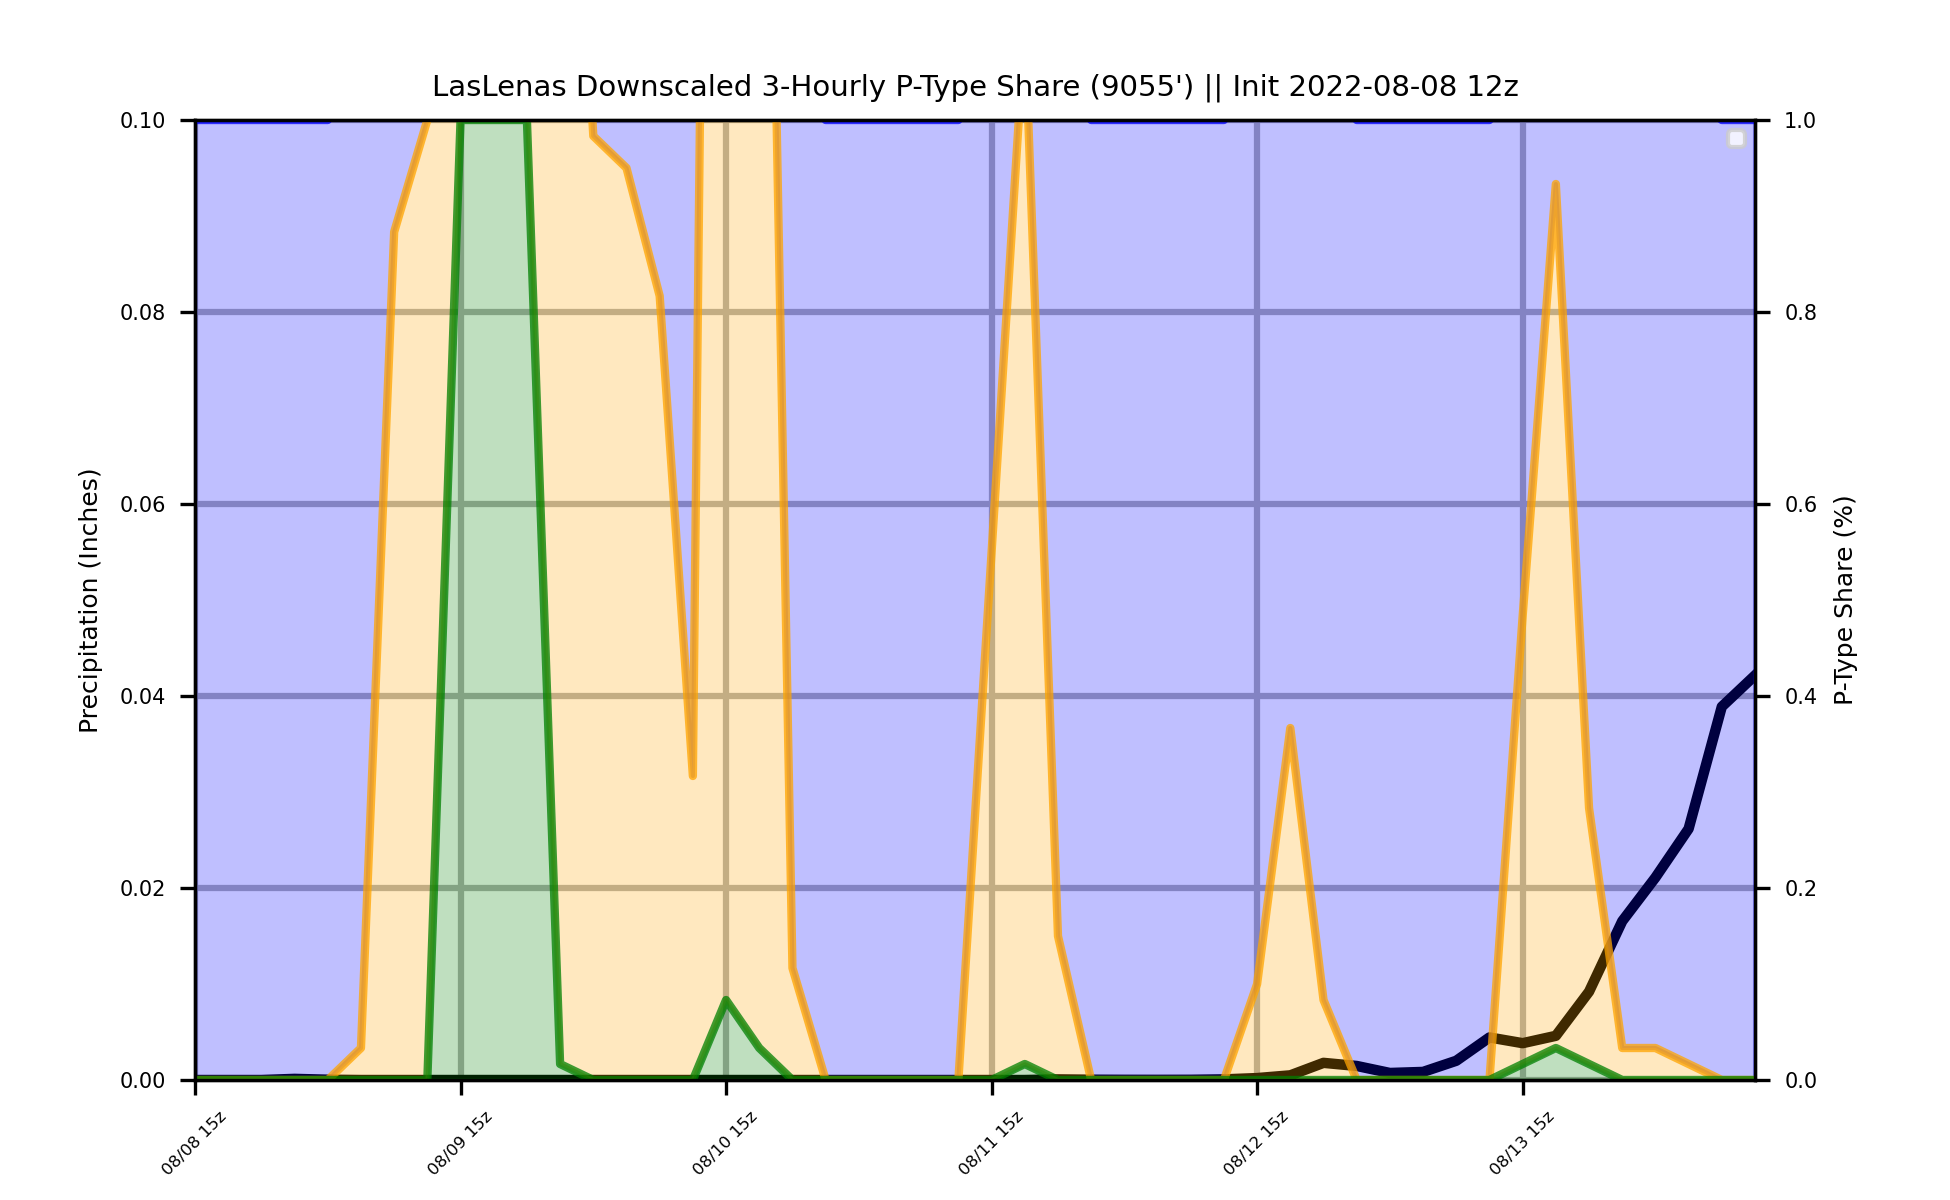 LasLenas Downscaled 3-Hourly P-Type Share (9055') || Init 2022-08-08 12z
Precipitation (Inches)
0.10
0.08
0.06
0.04
0.02
0.00
1.0
0.8
0.6
0.4
0.2
0.0
P-Type Share (%)
08/08 15z
08/09 15z
08/10 15z
08/11 15z
08/12 15z
08/13 15z